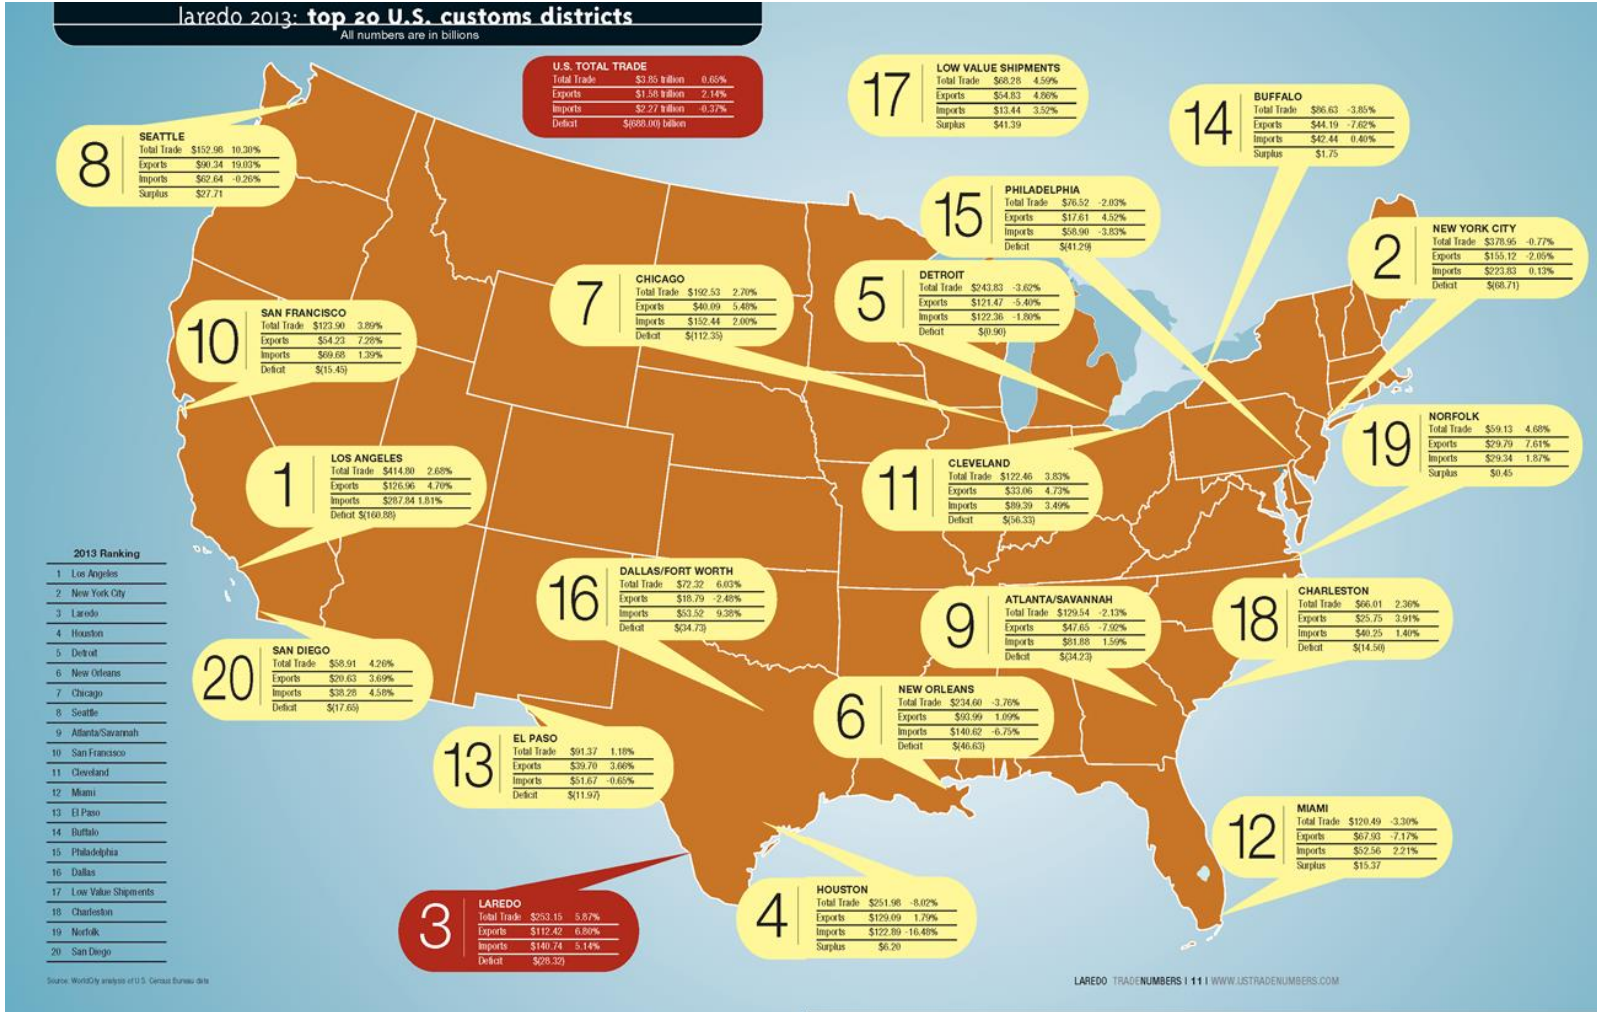 laredo 2013: top 20 U.S. customs districts
All numbers are in billions
U.S. TOTAL TRADE
Total Trade $3.85 trillion 0.65%
Exports $1.58 trillion 2.14%
Imports $2.27 trillion -0.37%
Deficit $(688.00) billion
17
LOW VALUE SHIPMENTS
Total Trade $68.28 4.59%
Exports $54.83 4.86%
Imports $13.44 3.52%
Surplus $41.39
14
BUFFALO
Total Trade $86.63 -3.85%
Exports $44.19 -7.62%
Imports $42.44 0.40%
Surplus $1.75
8
SEATTLE
Total Trade $152.98 10.30%
Exports $90.34 19.03%
Imports $62.64 -0.26%
Surplus $27.71
15
PHILADELPHIA
Total Trade $76.52 -2.03%
Exports $17.61 4.52%
Imports $58.90 -3.83%
Deficit $(41.29)
2
NEW YORK CITY
Total Trade $378.95 -0.77%
Exports $155.12 -2.05%
Imports $223.83 0.13%
Deficit $(68.71)
7
CHICAGO
Total Trade $192.53 2.70%
Exports $40.09 5.48%
Imports $152.44 2.00%
Deficit $(112.35)
5
DETROIT
Total Trade $243.83 -3.62%
Exports $121.47 -5.40%
Imports $122.36 -1.80%
Deficit $(0.90)
10
SAN FRANCISCO
Total Trade $123.90 3.89%
Exports $54.23 7.28%
Imports $69.68 1.39%
Deficit $(15.45)
19
NORFOLK
Total Trade $59.13 4.68%
Exports $29.79 7.61%
Imports $29.34 1.87%
Surplus $0.45
1
LOS ANGELES
Total Trade $414.80 2.68%
Exports $126.96 4.70%
Imports $287.84 1.81%
Deficit $(160.88)
11
CLEVELAND
Total Trade $122.46 3.83%
Exports $33.06 4.73%
Imports $89.39 3.49%
Deficit $(56.33)
16
DALLAS/FORT WORTH
Total Trade $72.32 6.03%
Exports $18.79 -2.48%
Imports $53.52 9.38%
Deficit $(34.73)
9
ATLANTA/SAVANNAH
Total Trade $129.54 -2.13%
Exports $47.65 -7.92%
Imports $81.88 1.59%
Deficit $(34.23)
18
CHARLESTON
Total Trade $66.01 2.36%
Exports $25.75 3.91%
Imports $40.25 1.40%
Deficit $(14.50)
20
SAN DIEGO
Total Trade $58.91 4.26%
Exports $20.63 3.69%
Imports $38.28 4.58%
Deficit $(17.65)
6
NEW ORLEANS
Total Trade $234.60 -3.76%
Exports $93.99 1.09%
Imports $140.62 -6.75%
Deficit $(46.63)
13
EL PASO
Total Trade $91.37 1.18%
Exports $39.70 3.66%
Imports $51.67 -0.65%
Deficit $(11.97)
12
MIAMI
Total Trade $120.49 -3.30%
Exports $67.93 -7.17%
Imports $52.56 2.21%
Surplus $15.37
3
LAREDO
Total Trade $253.15 5.87%
Exports $112.42 6.80%
Imports $140.74 5.14%
Deficit $(28.32)
4
HOUSTON
Total Trade $251.98 -8.02%
Exports $129.09 1.79%
Imports $122.89 -16.48%
Surplus $6.20
2013 Ranking
1 Los Angeles
2 New York City
3 Laredo
4 Houston
5 Detroit
6 New Orleans
7 Chicago
8 Seattle
9 Atlanta/Savannah
10 San Francisco
11 Cleveland
12 Miami
13 El Paso
14 Buffalo
15 Philadelphia
16 Dallas
17 Low Value Shipments
18 Charleston
19 Norfolk
20 San Diego
Source: WorldCity analysis of U.S. Census Bureau data
LAREDO TRADENUMBERS | 11 | WWW.USTRADENUMBERS.COM